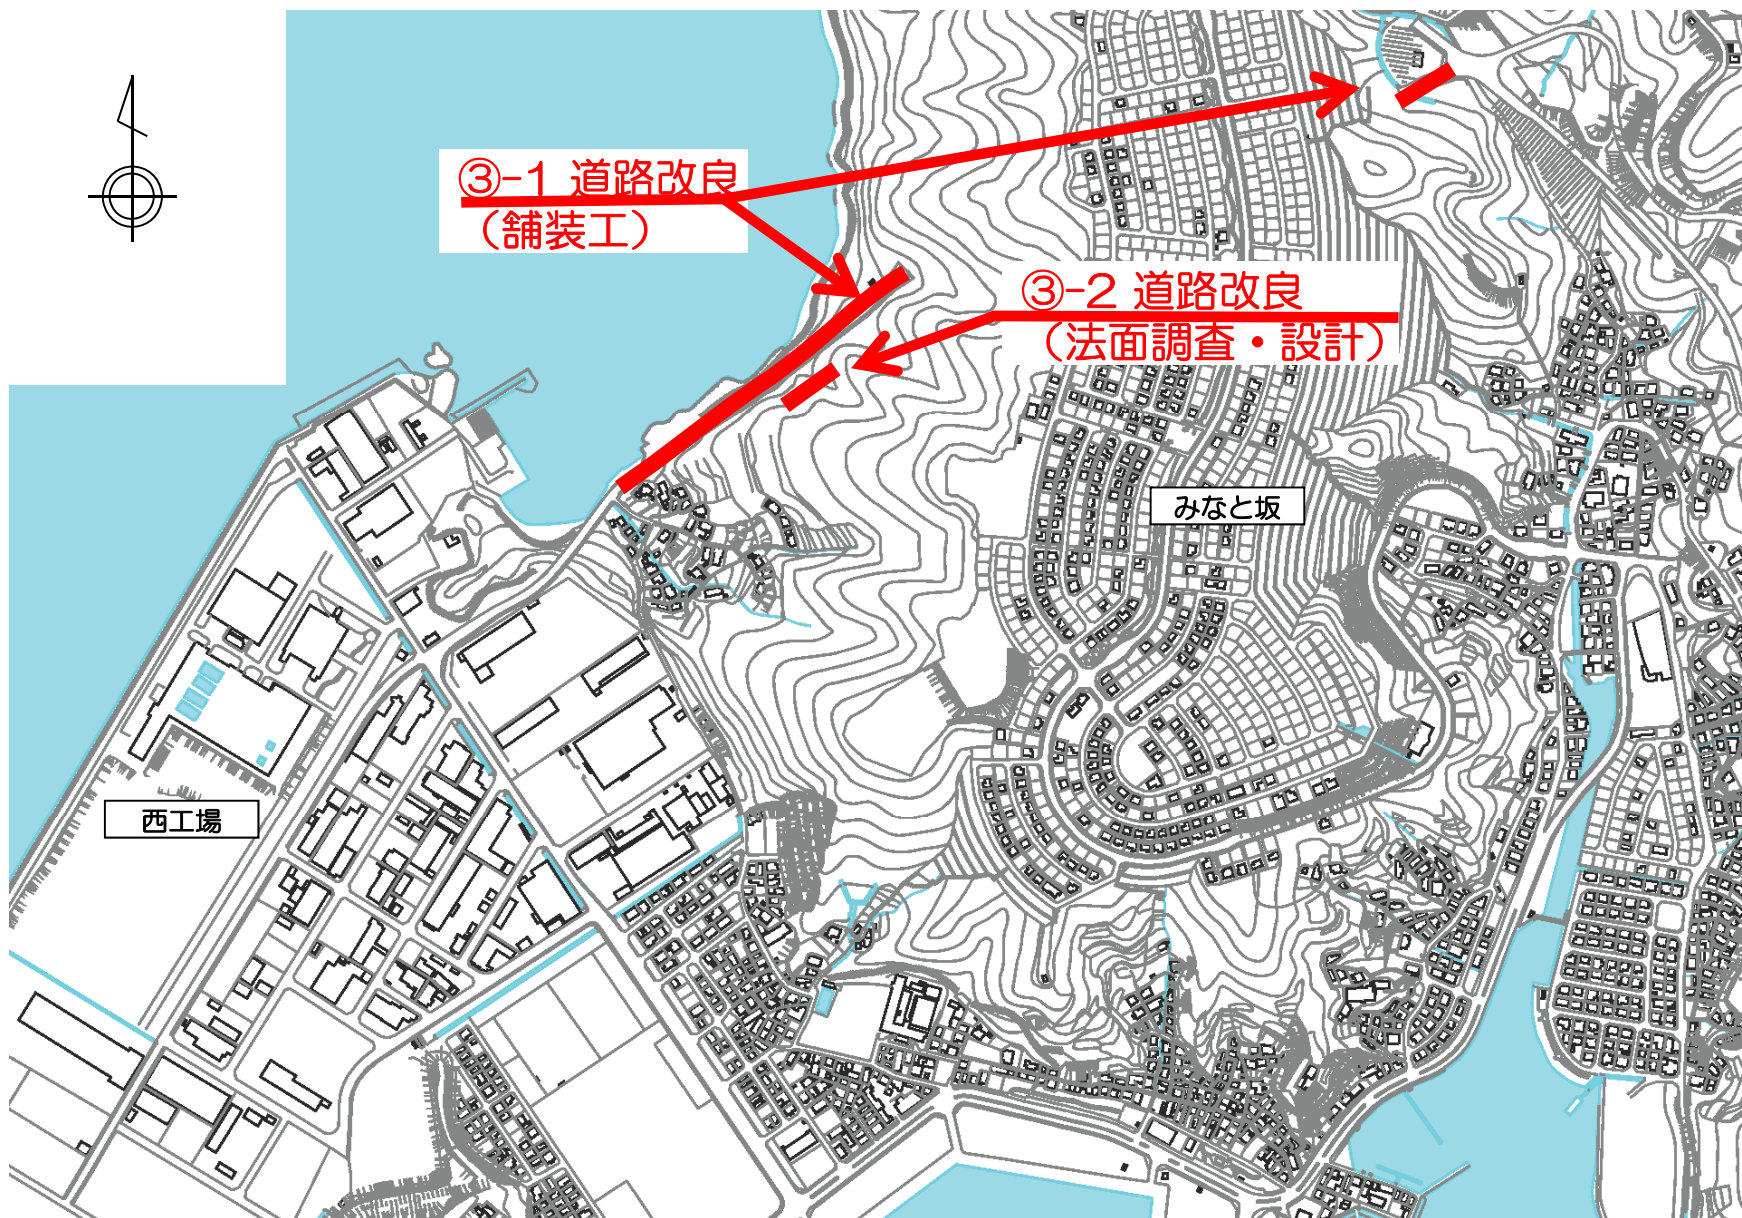 ③-1 道路改良
（舗装工）
③-2 道路改良
（法面調査・設計）
みなと坂
西工場